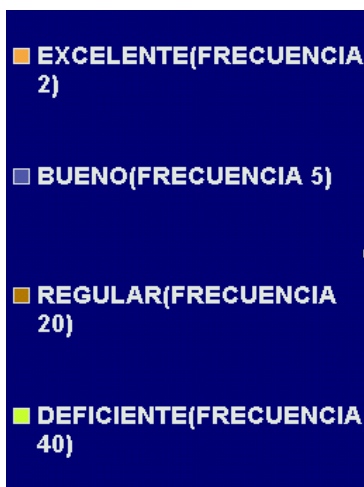 EXCELENTE(FRECUENCIA
2)
BUENO(FRECUENCIA 5)
REGULAR(FRECUENCIA
20)
DEFICIENTE(FRECUENCIA
40)